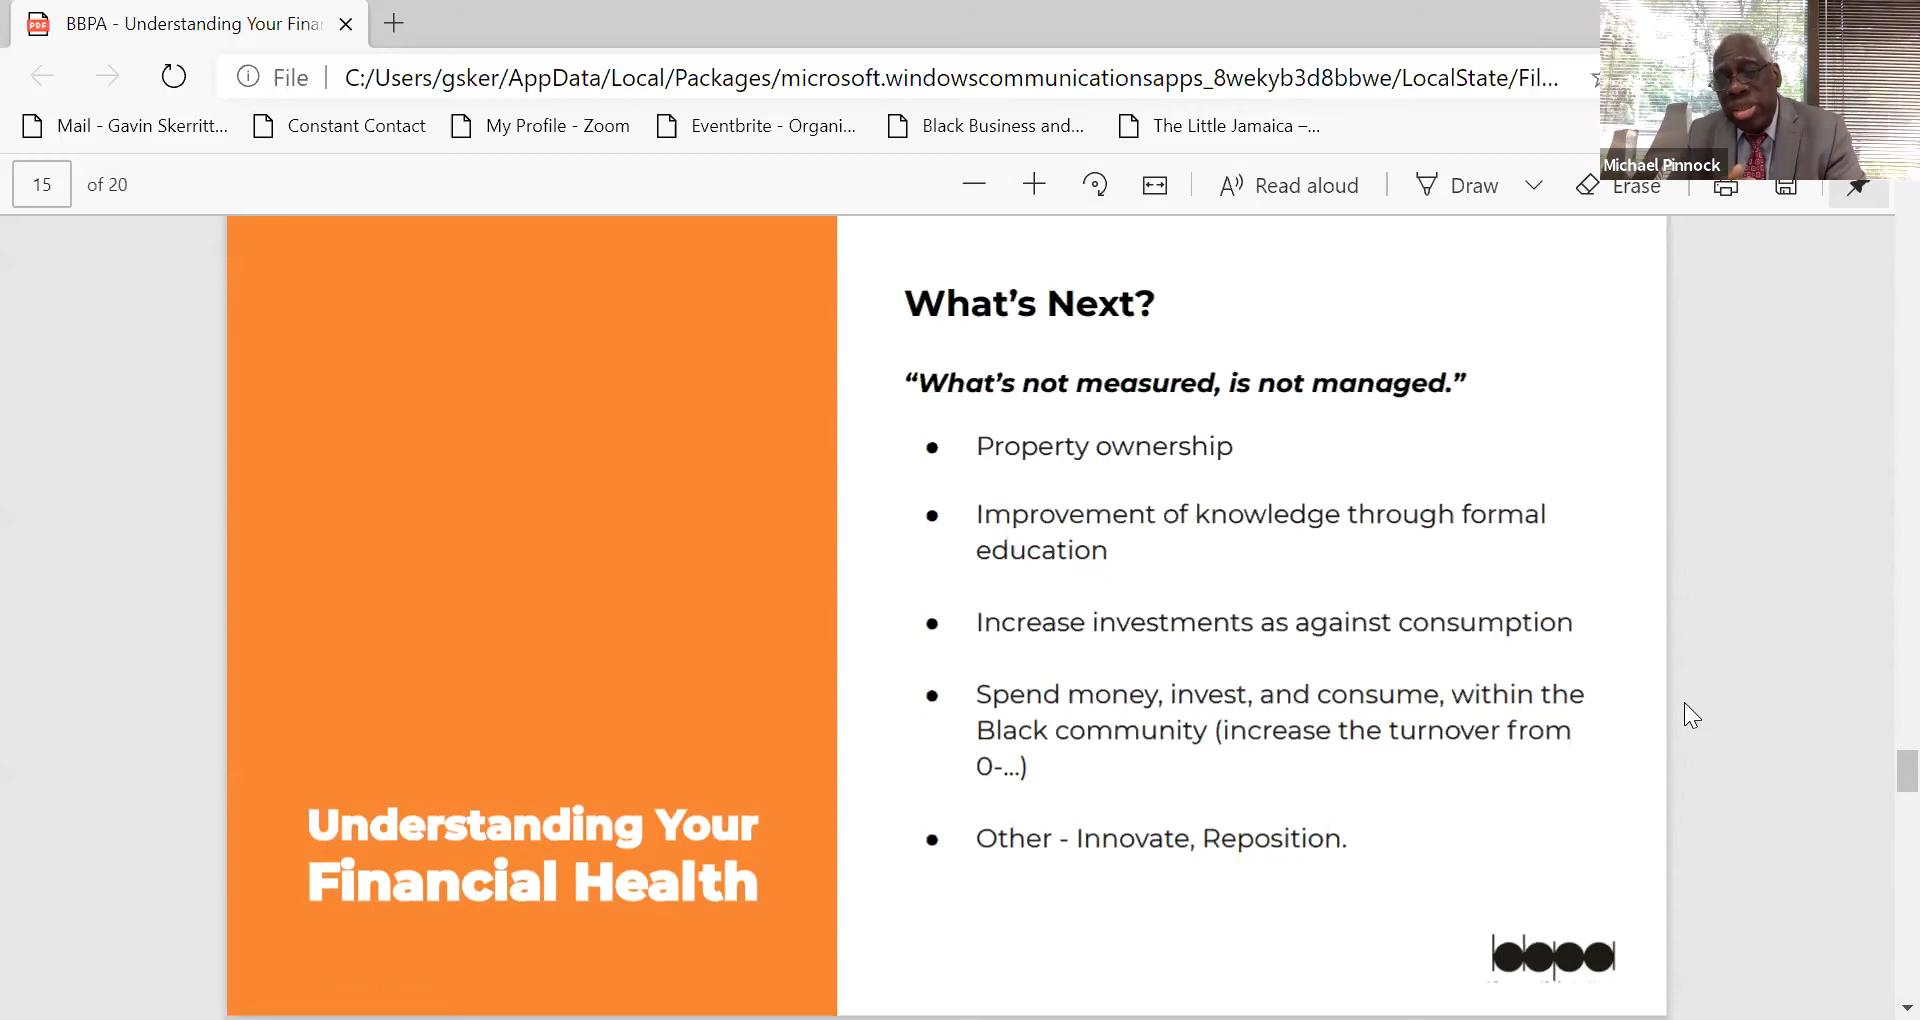 BBPA - Understanding Your Finar
File
C:/Users/gsker/AppData/Local/Packages/microsoft.windowscommunicationsapps_8wekyb3d8bbwe/LocalState/Fil...
Mail - Gavin Skerritt...
Constant Contact
My Profile - Zoom
Eventbrite - Organi...
Black Business and...
The Little Jamaica –...
Michael Pinnock
15 of 20
Read aloud
Draw
Erase
What's Next?
“What's not measured, is not managed.”
● Property ownership
● Improvement of knowledge through formal
education
● Increase investments as against consumption
● Spend money, invest, and consume, within the
Black community (increase the turnover from
0-...)
● Other - Innovate, Reposition.
Understanding Your
Financial Health
bbpa